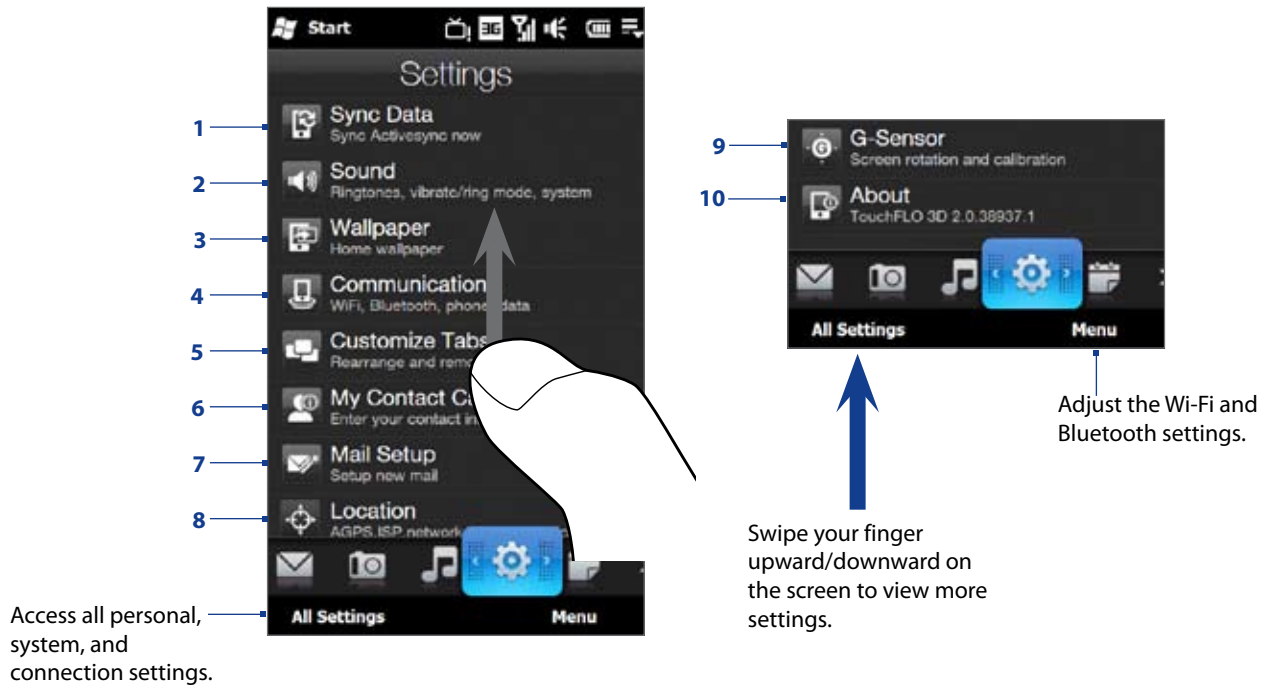 Start
3G
Settings
1
Sync Data
Sync Activesync now
2
Sound
Ringtones, vibrate/ring mode, system
3
Wallpaper
Home wallpaper
4
Communication
WiFi, Bluetooth, phone data
5
Customize Tabs
Rearrange and
6
My Contact
Enter your contact
7
Mail Setup
Setup new mail
8
Location
AGPS, ISP network
All Settings
Menu
Access all personal,
system, and
connection settings.
9
G-Sensor
Screen rotation and calibration
10
About
TouchFLO 3D 2.0.38937.1
All Settings
Menu
Adjust the Wi-Fi and
Bluetooth settings.
Swipe your finger
upward/downward on
the screen to view more
settings.